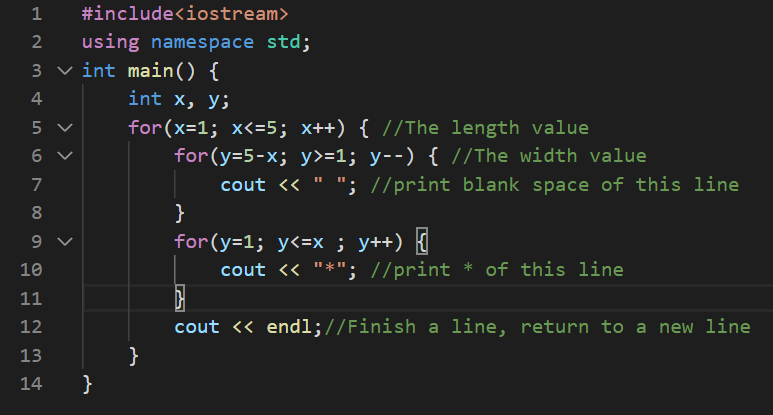 1 #include<iostream>
2 using namespace std;
3 int main() {
4     int x, y;
5     for(x=1; x<=5; x++) { //The length value
6         for(y=5-x; y>=1; y--) { //The width value
7             cout << " "; //print blank space of this line
8         }
9         for(y=1; y<=x ; y++) {
10             cout << "*"; //print * of this line
11         }
12         cout << endl;//Finish a line, return to a new line
13     }
14 }